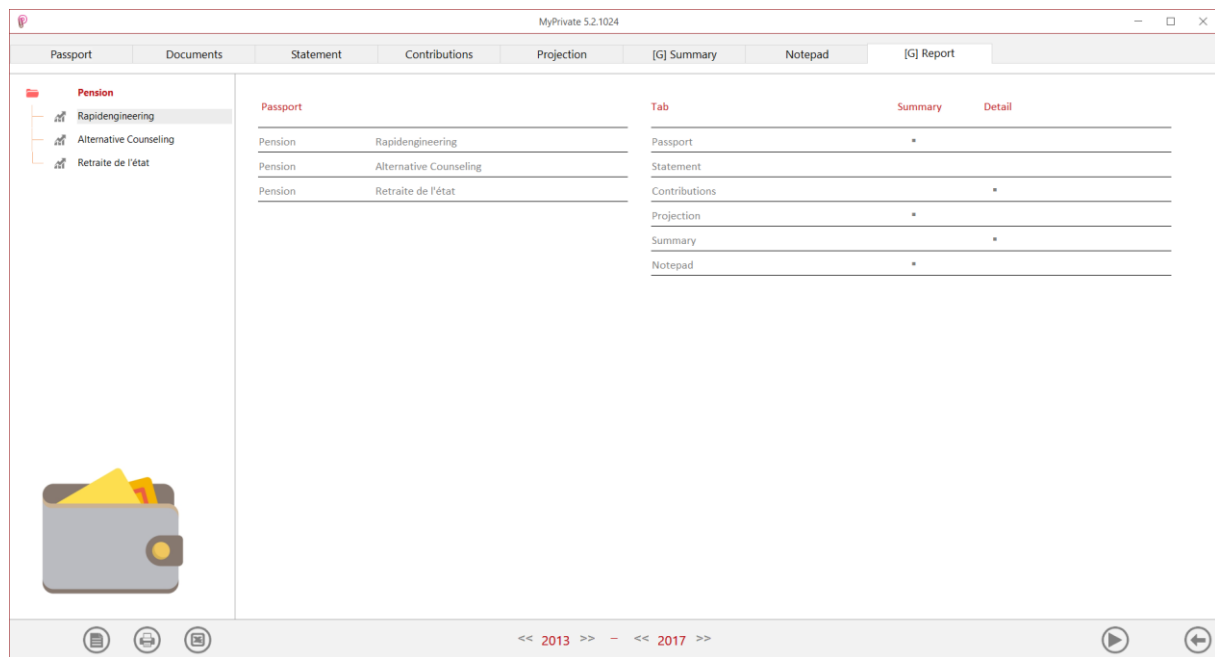 MyPrivate 5.2.1024
Passport Documents Statement Contributions Projection [G] Summary Notepad [G] Report
Pension
Rapidengineering
Alternative Counseling
Retraite de l'état
Passport
Pension Rapidengineering
Pension Alternative Counseling
Pension Retraite de l'état
Tab Summary Detail
Passport
Statement
Contributions
Projection
Summary
Notepad
<< 2013 >> – << 2017 >>